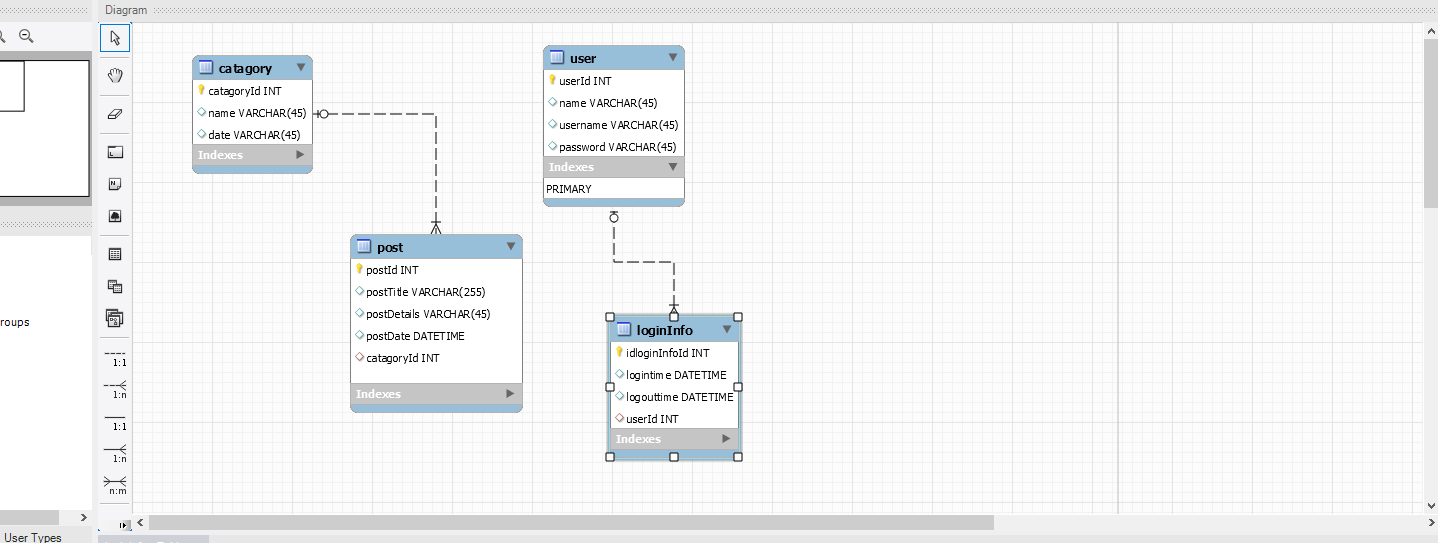 Diagram
catagory
catagoryId INT
name VARCHAR(45)
date VARCHAR(45)
Indexes
user
userId INT
name VARCHAR(45)
username VARCHAR(45)
password VARCHAR(45)
Indexes
PRIMARY
post
postId INT
postTitle VARCHAR(255)
postDetails VARCHAR(45)
postDate DATETIME
catagoryId INT
Indexes
loginInfo
idloginInfoId INT
logintime DATETIME
logouttime DATETIME
userId INT
Indexes
roups
1:1
1:n
1:1
1:n
n:m
User Types